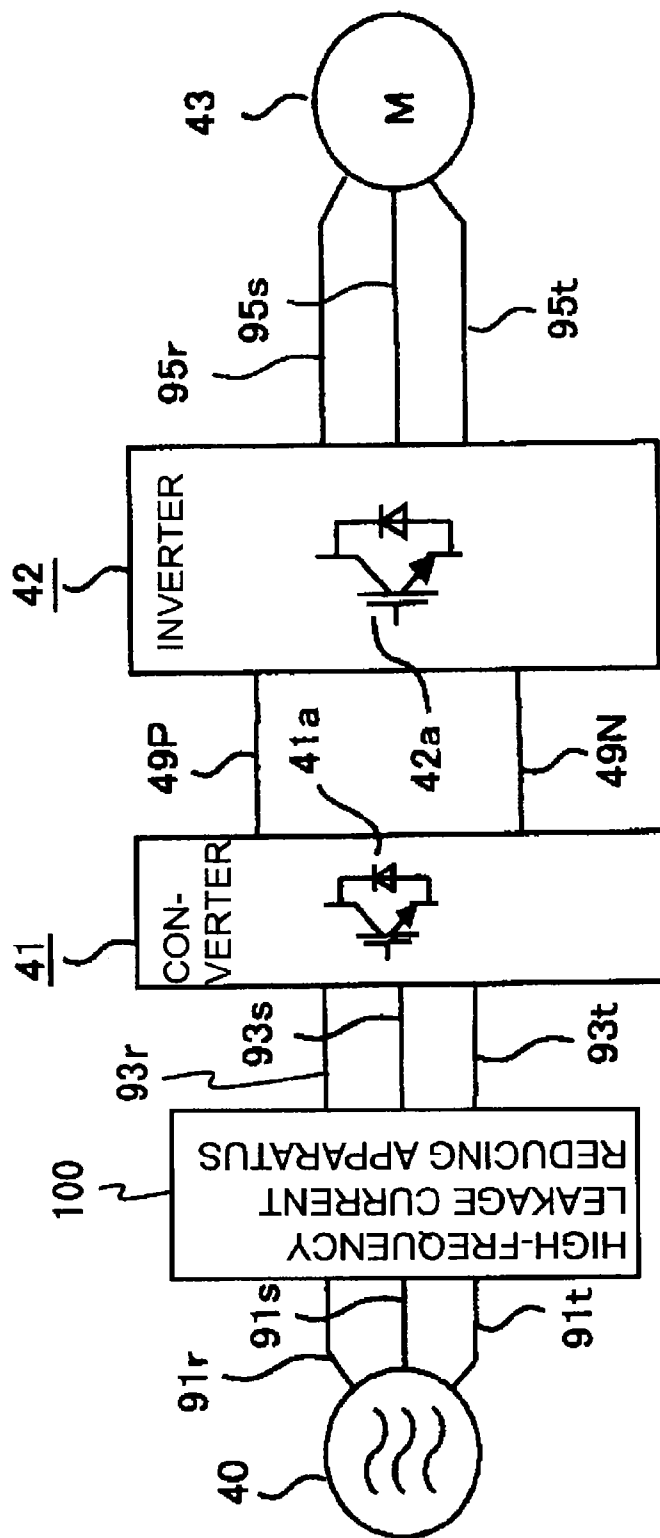 40
91r
91s
91t
100
HIGH-FREQUENCY
LEAKAGE CURRENT
REDUCING APPARATUS
93r
93s
93t
41
CON-
VERTER
41a
49P
49N
42
INVERTER
42a
95r
95s
95t
43
M